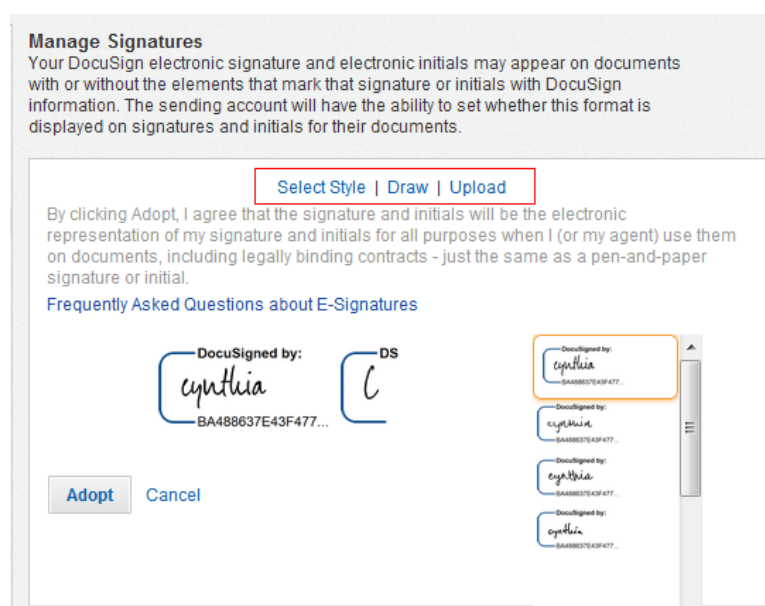 Manage Signatures
Your DocuSign electronic signature and electronic initials may appear on documents
with or without the elements that mark that signature or initials with DocuSign
information. The sending account will have the ability to set whether this format is
displayed on signatures and initials for their documents.
Select Style | Draw | Upload
By clicking Adopt, I agree that the signature and initials will be the electronic
representation of my signature and initials for all purposes when I (or my agent) use them
on documents, including legally binding contracts - just the same as a pen-and-paper
signature or initial.
Frequently Asked Questions about E-Signatures
DocuSigned by:
cynthia
BA488637E43F477...
DS
C
DocuSigned by:
cynthia
BA488637E43F477...
DocuSigned by:
cynthia
BA488637E43F477...
DocuSigned by:
cynthia
BA488637E43F477...
DocuSigned by:
cynthia
BA488637E43F477...
Adopt Cancel